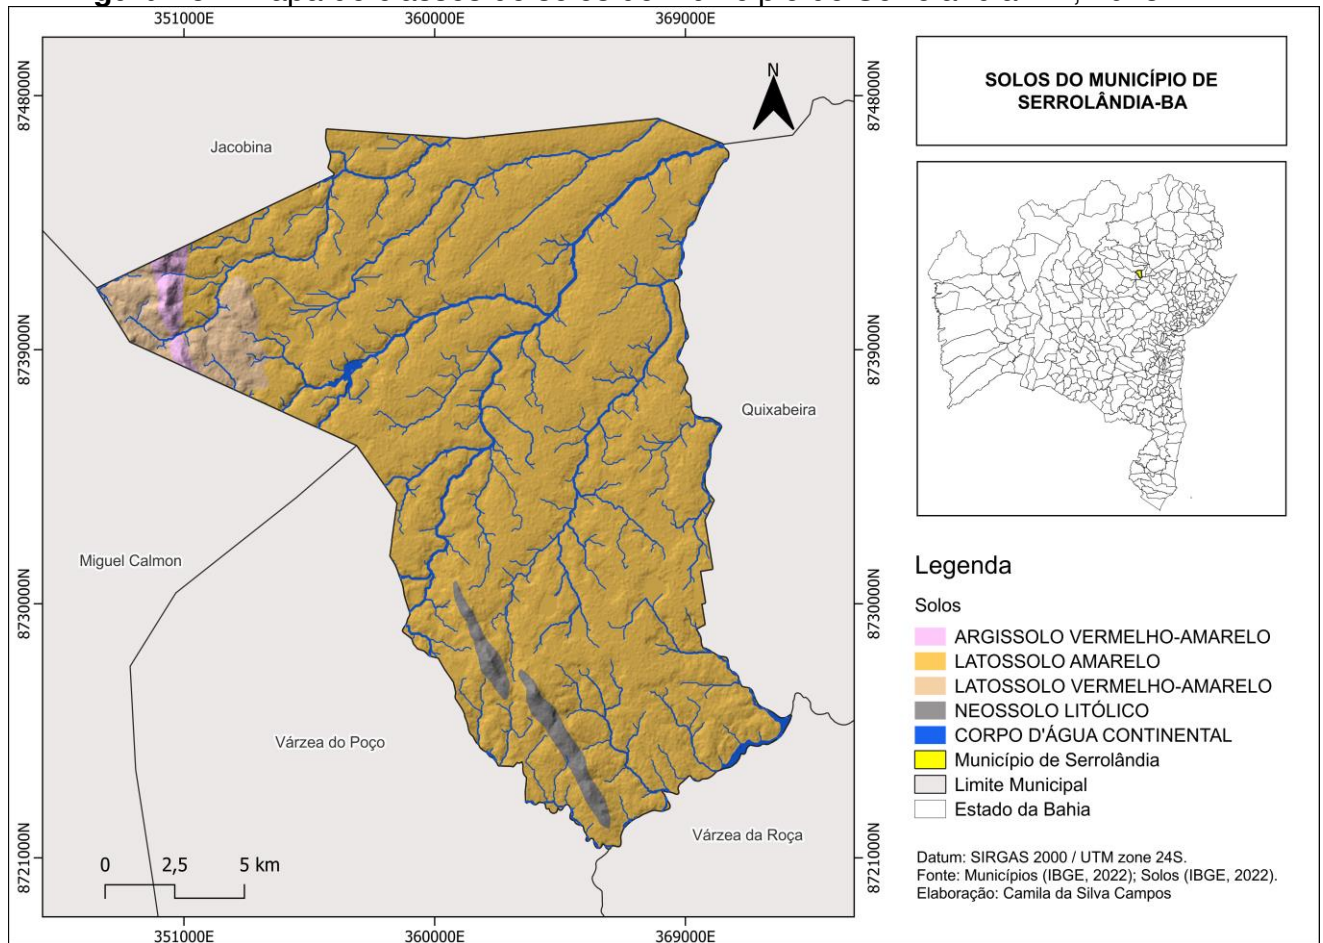 351000E 360000E 369000E
8748000N 8748000N
N
Jacobina
8739000N 8739000N
Quixabeira
Miguel Calmon
8730000N 8730000N
Várzea do Poço
Várzea da Roça
8721000N 8721000N
0 2,5 5 km
351000E 360000E 369000E
SOLOS DO MUNICÍPIO DE
SERROLÂNDIA-BA
Legenda
Solos
ARGISSOLO VERMELHO-AMARELO
LATOSSOLO AMARELO
LATOSSOLO VERMELHO-AMARELO
NEOSSOLO LITÓLICO
CORPO D'ÁGUA CONTINENTAL
Município de Serrolândia
Limite Municipal
Estado da Bahia
Datum: SIRGAS 2000 / UTM zone 24S.
Fonte: Municípios (IBGE, 2022); Solos (IBGE, 2022).
Elaboração: Camila da Silva Campos